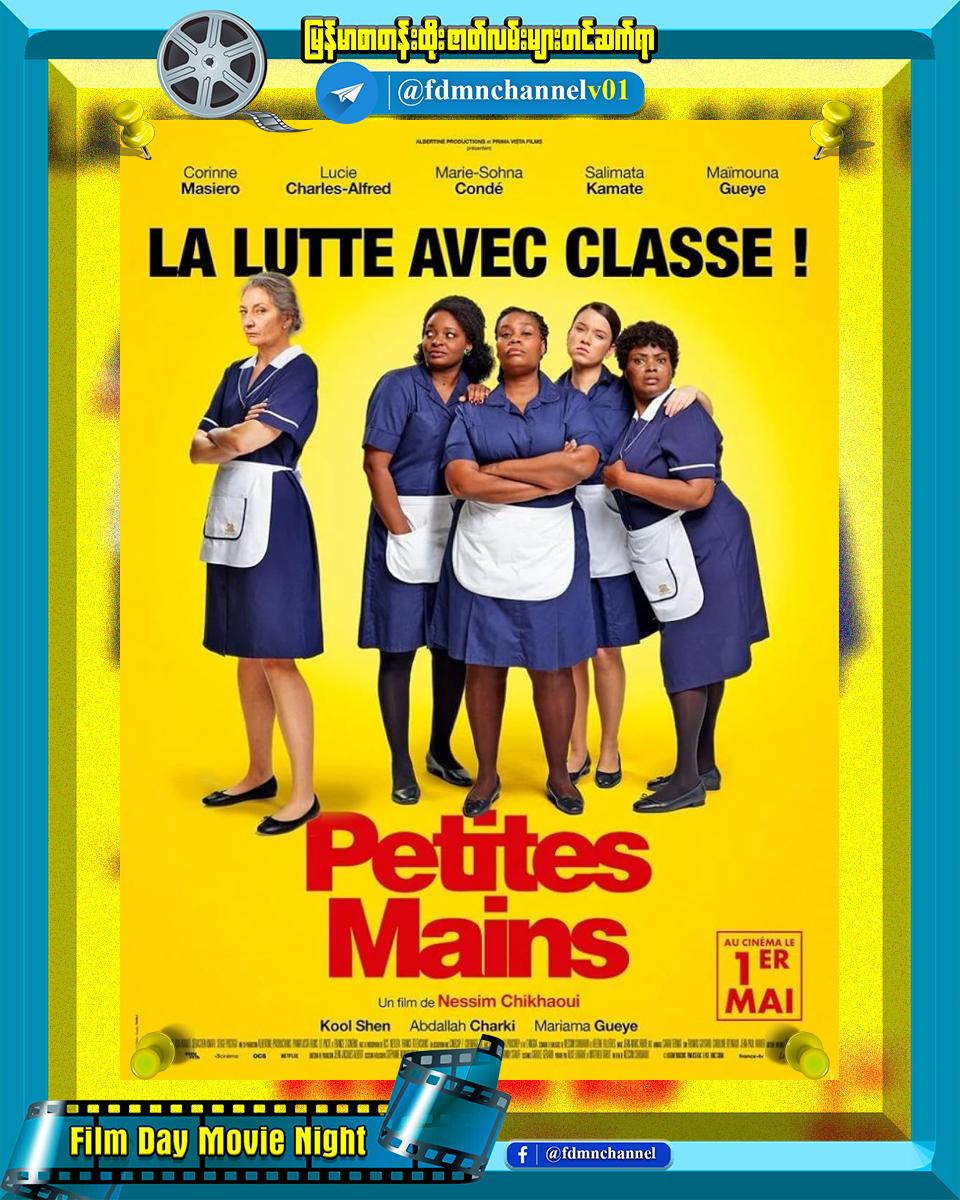 မြန်မာစာတန်းထိုးဇာတ်လမ်းများတင်ဆက်ရာ
@fdmnchannelv01
ALBERTINE PRODUCTIONS et PRIMA VISTA FILMS
présentent
Corinne Masiero
Lucie Charles-Alfred
Marie-Sohna Condé
Salimata Kamate
Maïmouna Gueye
LA LUTTE AVEC CLASSE !
Petites
Mains
AU CINÉMA LE
1ER
MAI
Un film de Nessim Chikhaoui
Kool Shen Abdallah Charki Mariama Gueye
Film Day Movie Night
@fdmnchannel